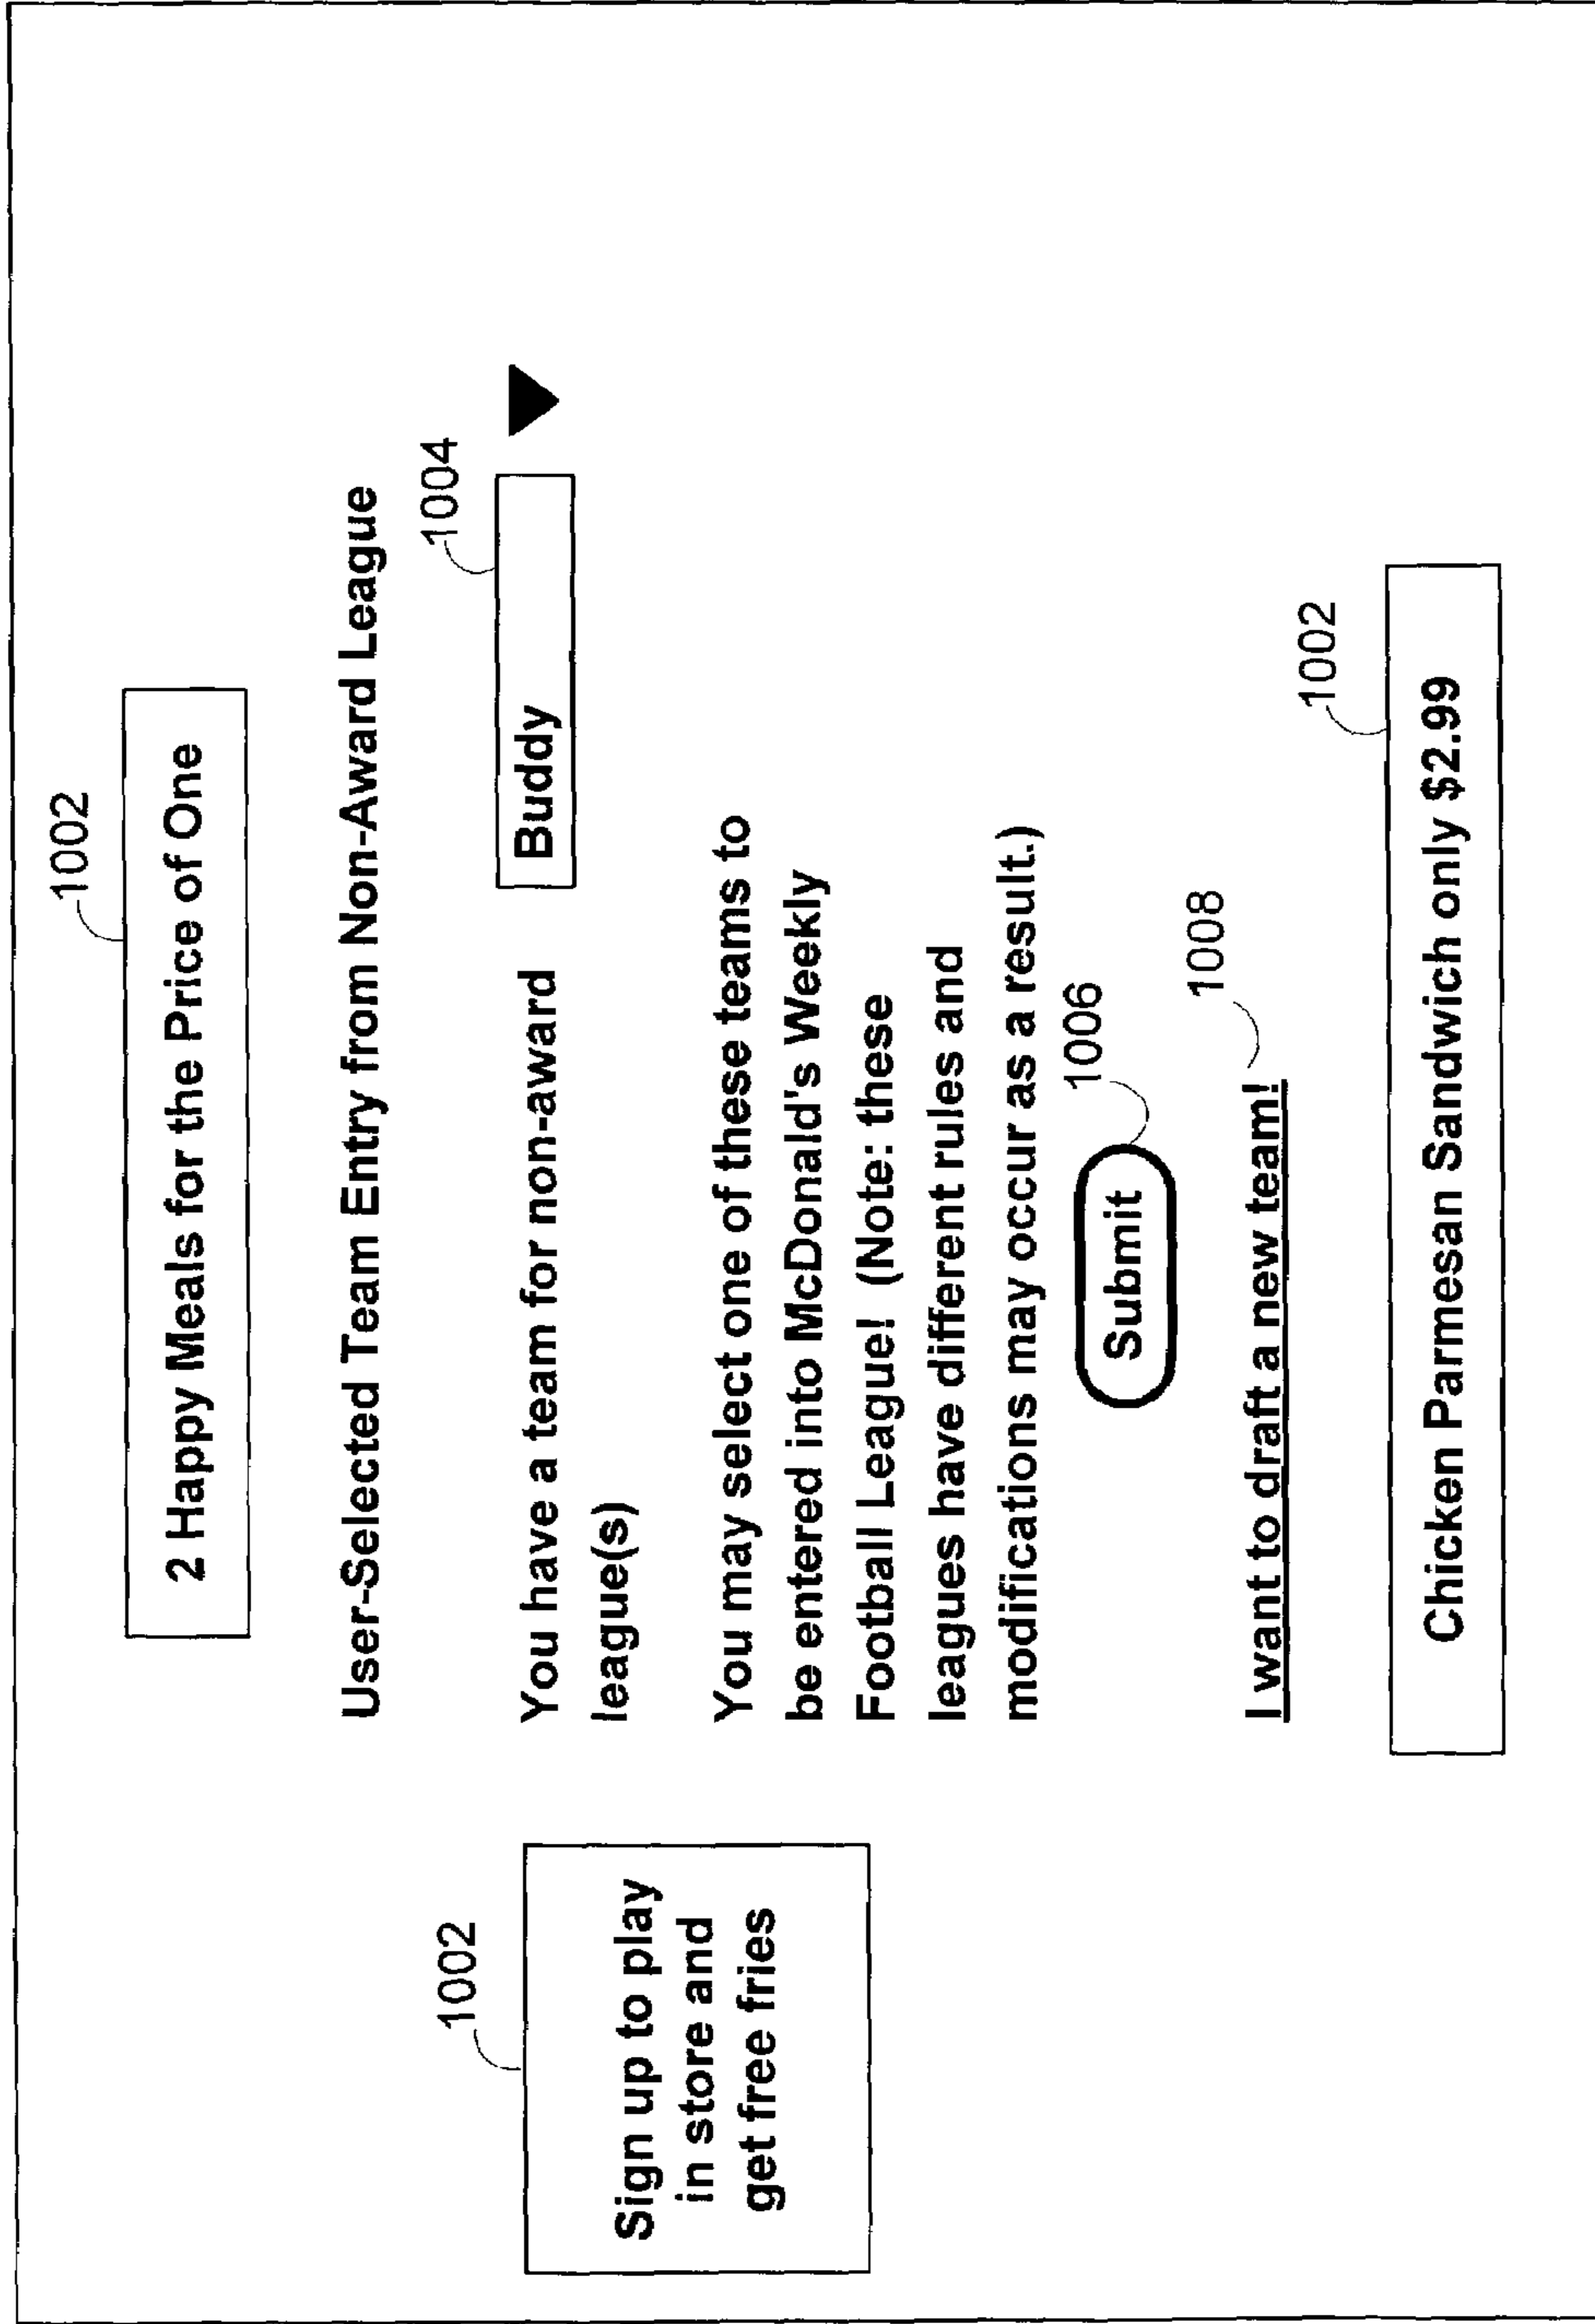 1002
2 Happy Meals for the Price of One
User-Selected Team Entry from Non-Award League
1002
Sign up to play
in store and
get free fries
You have a team for non-award
league(s)
1004
Buddy
You may select one of these teams to
be entered into McDonald's Weekly
Football League! (Note: these
leagues have different rules and
modifications may occur as a result.)
1006
Submit
1008
I want to draft a new team!
1002
Chicken Parmesan Sandwich only $2.99